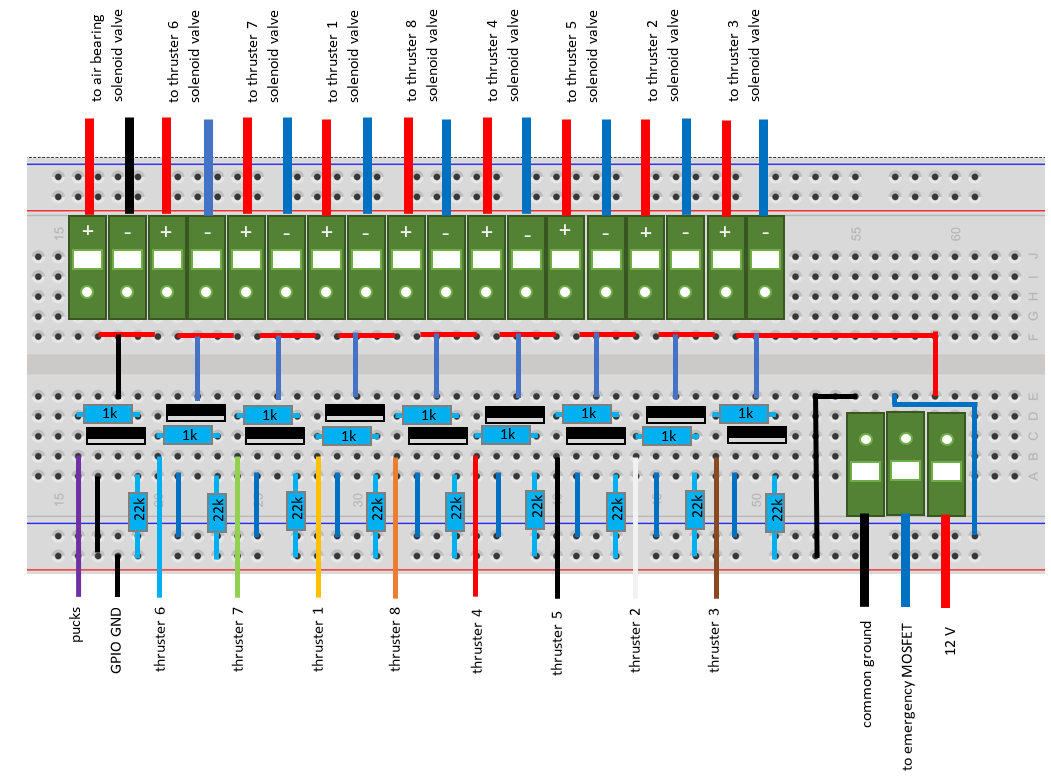 to air bearing
solenoid valve
to thruster 6
solenoid valve
to thruster 7
solenoid valve
to thruster 1
solenoid valve
to thruster 8
solenoid valve
to thruster 4
solenoid valve
to thruster 5
solenoid valve
to thruster 2
solenoid valve
to thruster 3
solenoid valve
+ - + - + - + - + - + - + - + - + -
15 55 60
J
I
H
G
F
E
D
C
B
A
1k 1k 1k 1k 1k
1k 1k 1k 1k
15 30 50
22k 22k 22k 22k 22k 22k 22k 22k 22k
pucks
GPIO GND
thruster 6
thruster 7
thruster 1
thruster 8
thruster 4
thruster 5
thruster 2
thruster 3
common ground
to emergency MOSFET
12 V